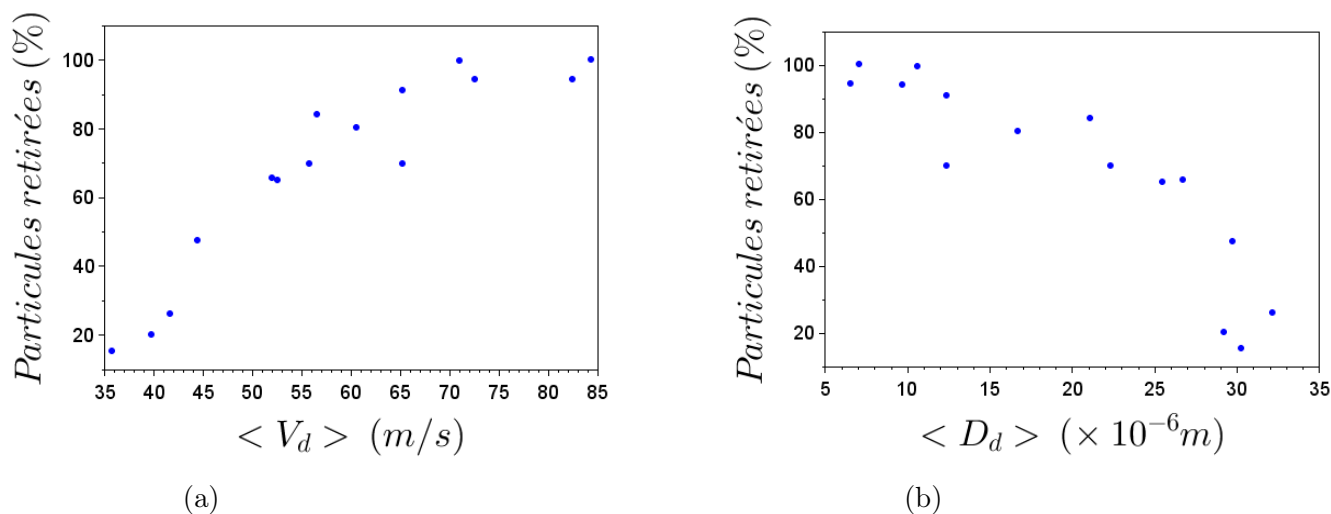 Particules retirées (%)
100
80
60
40
20
35 40 45 50 55 60 65 70 75 80 85
< V_d > (m/s)
(a)
Particules retirées (%)
100
80
60
40
20
5 10 15 20 25 30 35
< D_d > (× 10^{-6}m)
(b)